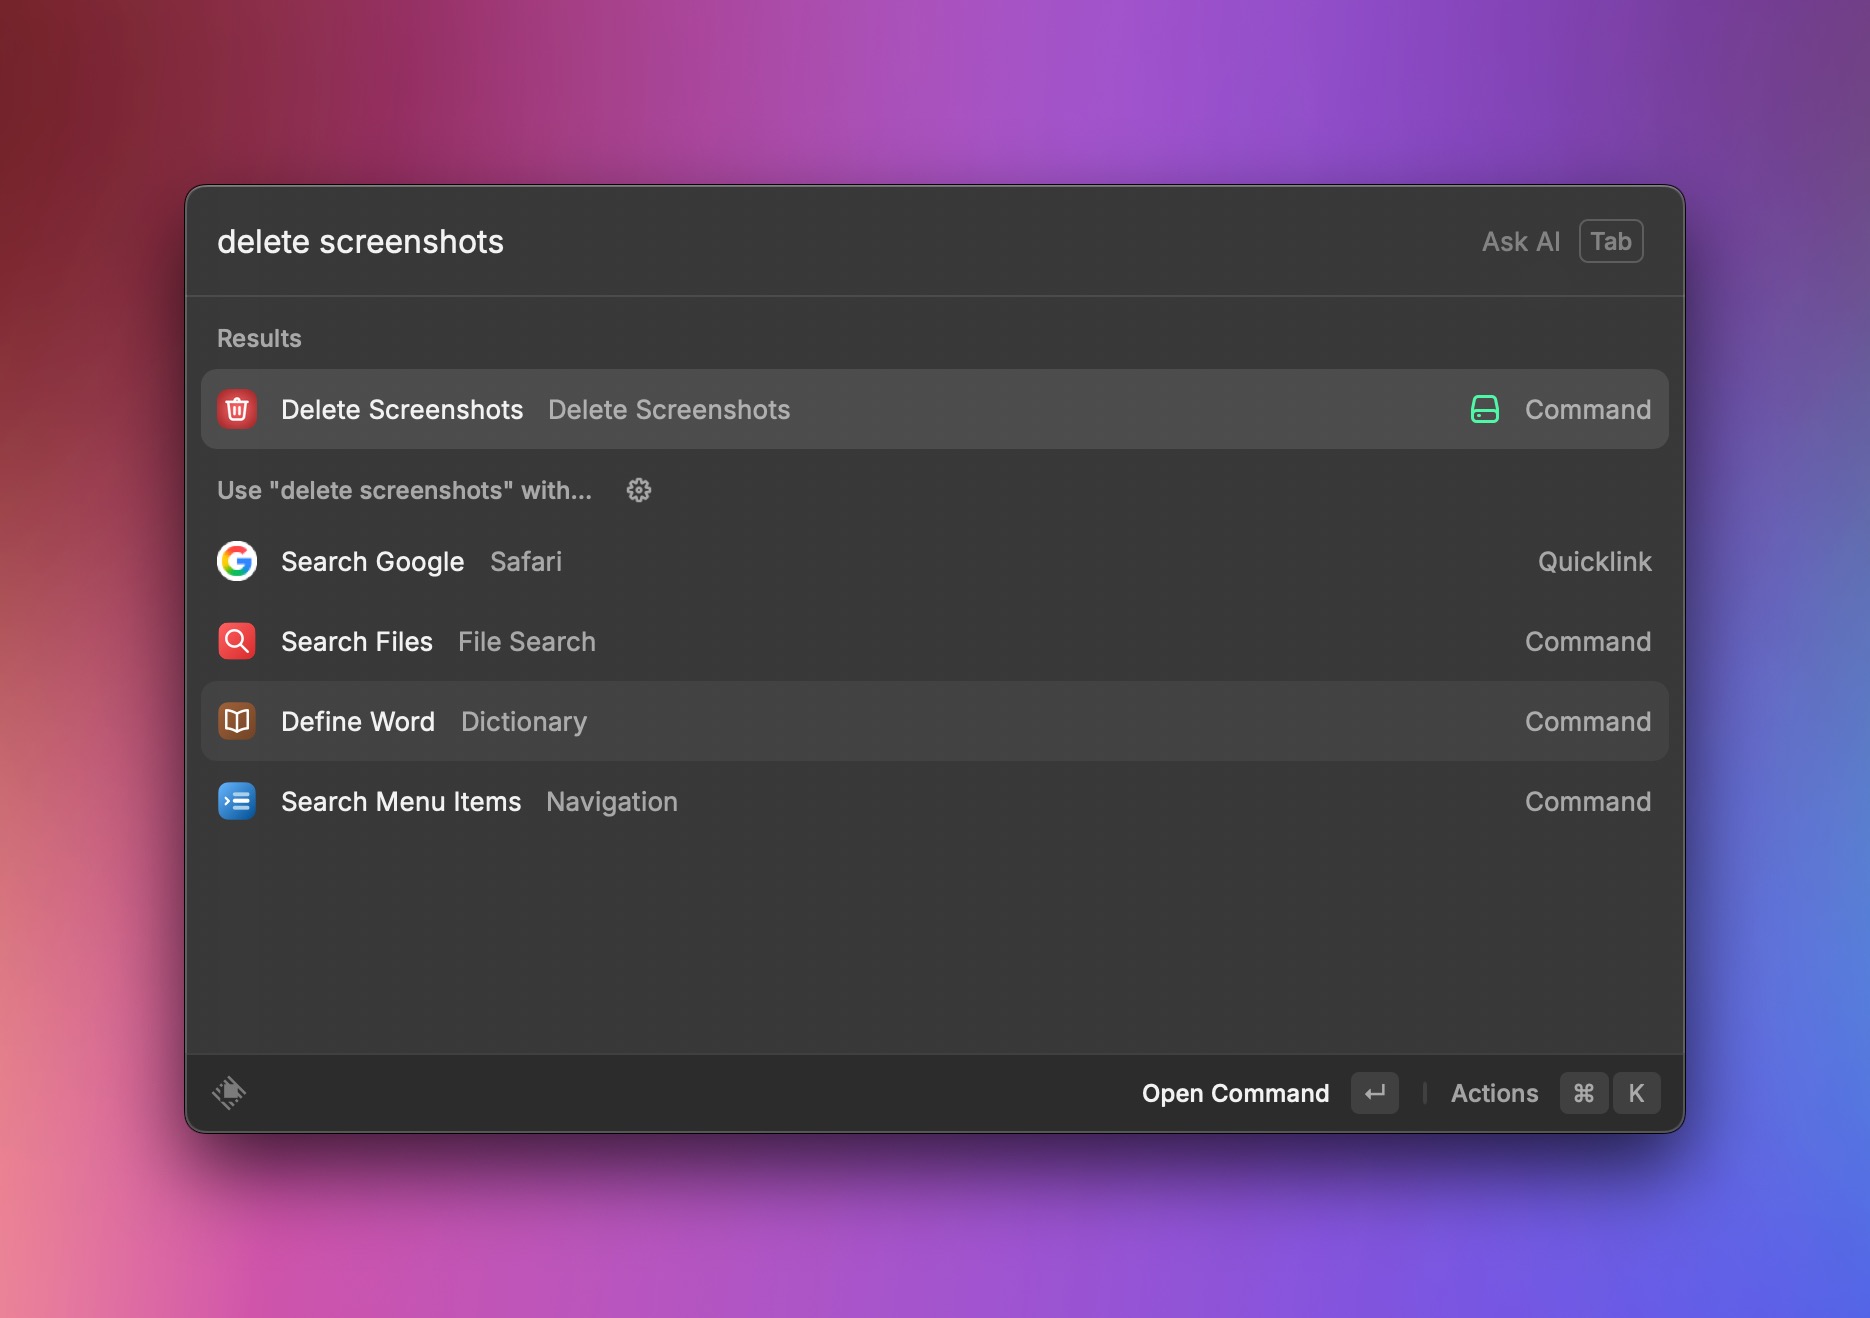 delete screenshots Ask AI Tab
Results
Delete Screenshots Delete Screenshots Command
Use "delete screenshots" with...
Search Google Safari Quicklink
Search Files File Search Command
Define Word Dictionary Command
Search Menu Items Navigation Command
Open Command ↵ Actions ⌘ K